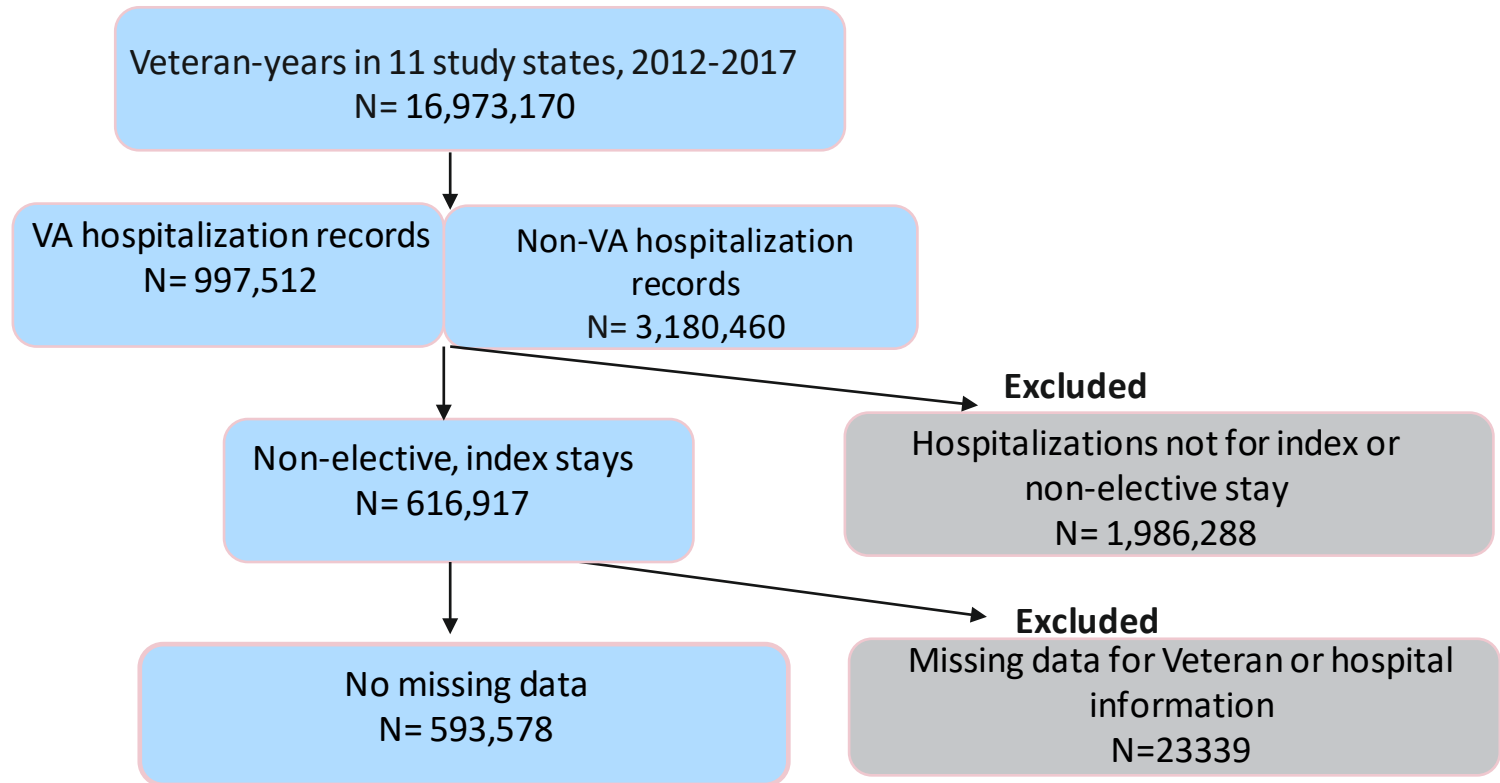 Veteran-years in 11 study states, 2012-2017
N= 16,973,170
VA hospitalization records
N= 997,512
Non-VA hospitalization
records
N= 3,180,460
Excluded
Non-elective, index stays
N= 616,917
Hospitalizations not for index or
non-elective stay
N= 1,986,288
Excluded
No missing data
N= 593,578
Missing data for Veteran or hospital
information
N=23339